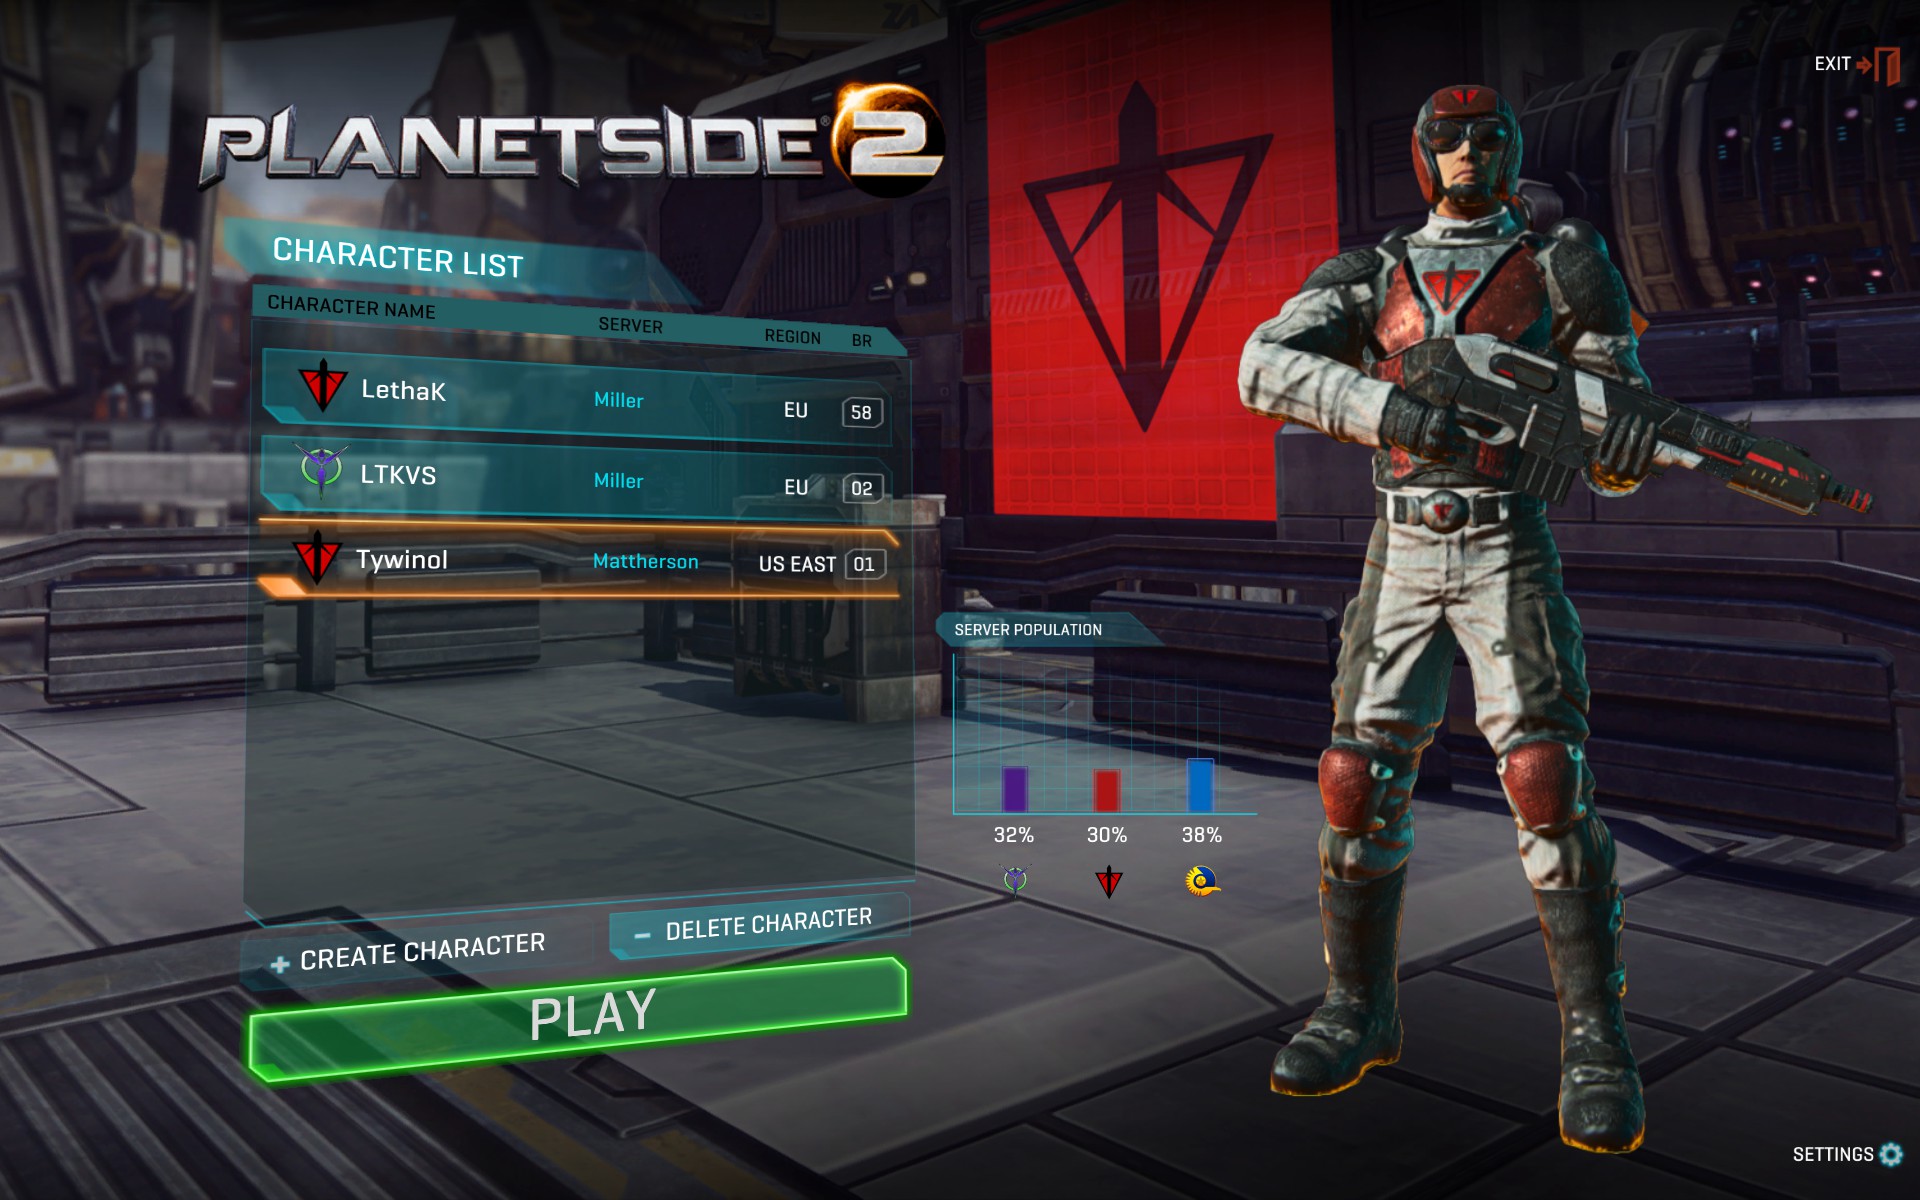 EXIT
PLANETSIDE® 2
CHARACTER LIST
CHARACTER NAME SERVER REGION BR
LethaK Miller EU 58
LTKVS Miller EU 02
Tywinol Mattherson US EAST 01
SERVER POPULATION
32% 30% 38%
+ CREATE CHARACTER
- DELETE CHARACTER
PLAY
SETTINGS